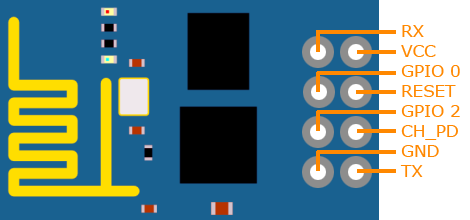 RX
VCC
GPIO 0
RESET
GPIO 2
CH_PD
GND
TX